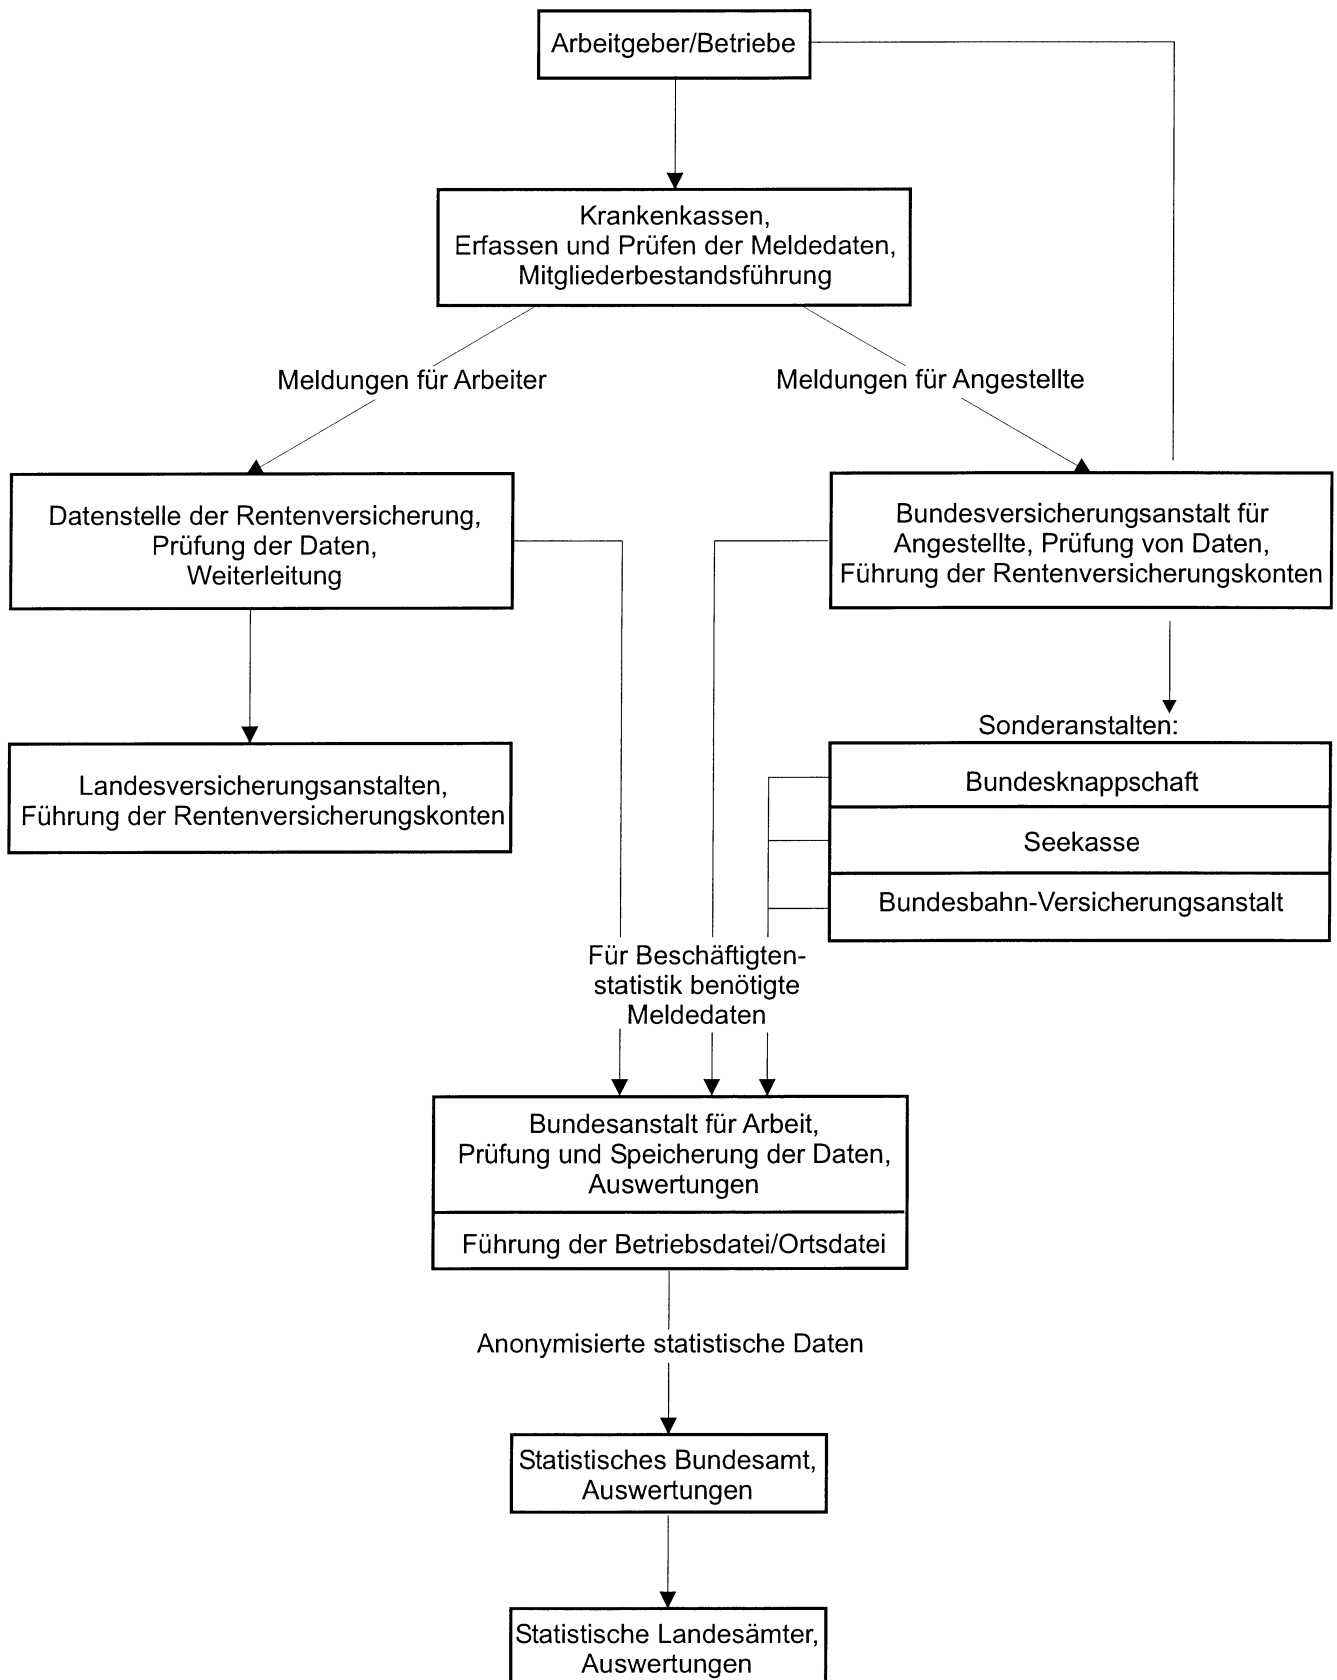 Arbeitgeber/Betriebe
Krankenkassen,
Erfassen und Prüfen der Meldedaten,
Mitgliederbestandsführung
Meldungen für Arbeiter
Meldungen für Angestellte
Datenstelle der Rentenversicherung,
Prüfung der Daten,
Weiterleitung
Bundesversicherungsanstalt für
Angestellte, Prüfung von Daten,
Führung der Rentenversicherungskonten
Landesversicherungsanstalten,
Führung der Rentenversicherungskonten
Sonderanstalten:
Bundesknappschaft
Seekasse
Bundesbahn-Versicherungsanstalt
Für Beschäftigten-
statistik benötigte
Meldedaten
Bundesanstalt für Arbeit,
Prüfung und Speicherung der Daten,
Auswertungen
Führung der Betriebsdatei/Ortsdatei
Anonymisierte statistische Daten
Statistisches Bundesamt,
Auswertungen
Statistische Landesämter,
Auswertungen